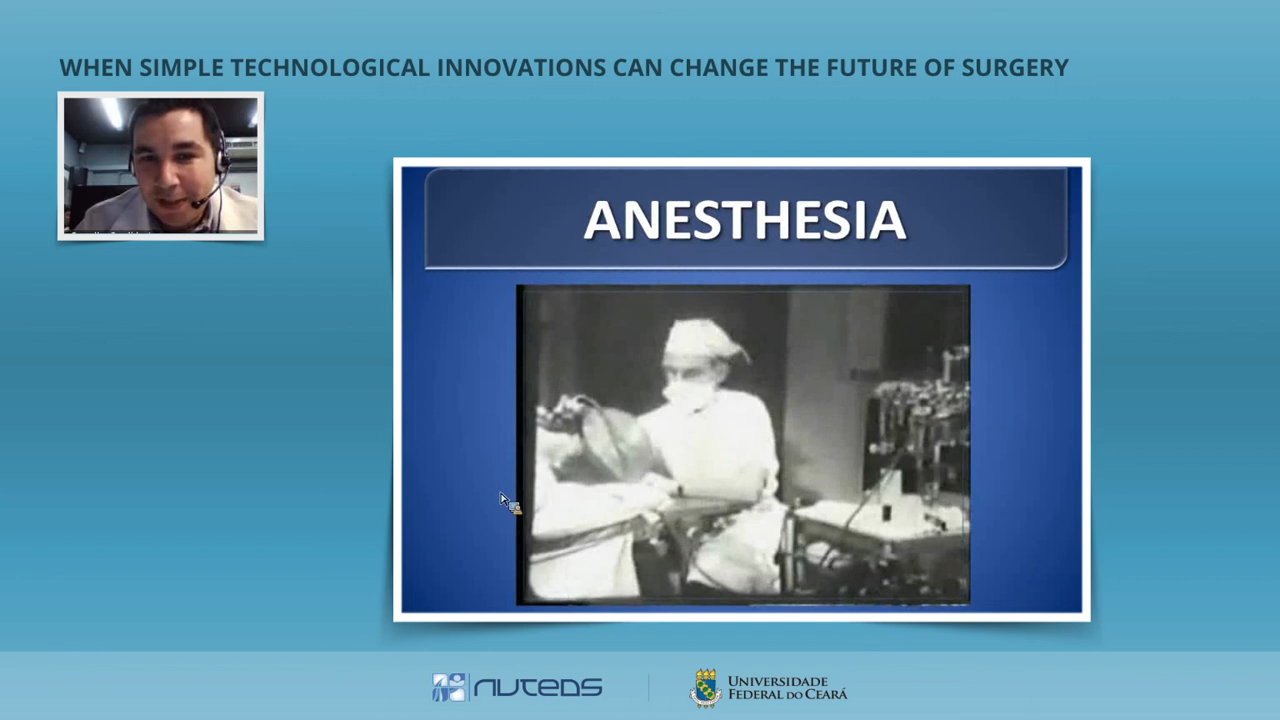 WHEN SIMPLE TECHNOLOGICAL INNOVATIONS CAN CHANGE THE FUTURE OF SURGERY
ANESTHESIA
NUTEDS
UNIVERSIDADE
FEDERAL DO CEARÁ